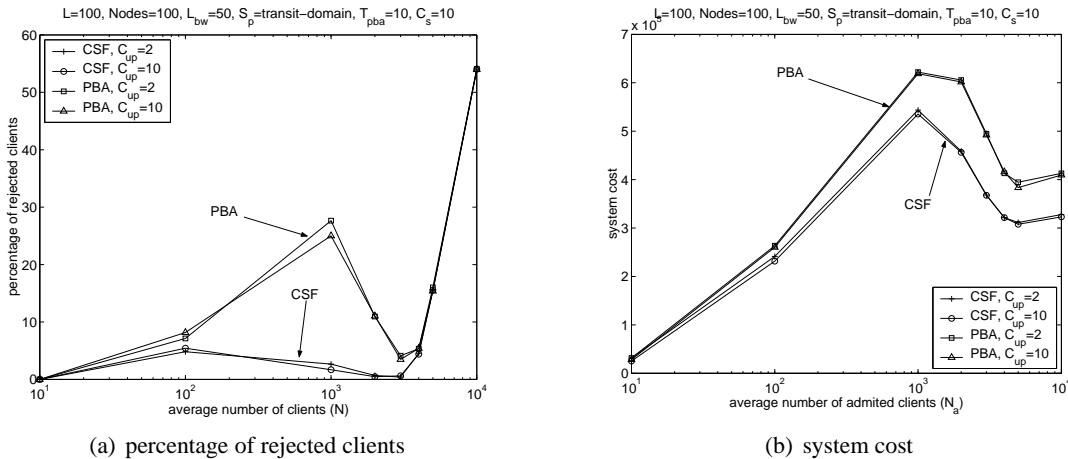 L=100, Nodes=100, L_bw=50, S_p=transit-domain, T_pba=10, C_s=10
60
50
40
30
20
10
0
10^1
10^2
10^3
10^4
percentage of rejected clients
average number of clients (N)
CSF, C_up=2
CSF, C_up=10
PBA, C_up=2
PBA, C_up=10
PBA
CSF
(a) percentage of rejected clients
L=100, Nodes=100, L_bw=50, S_p=transit-domain, T_pba=10, C_s=10
x 10^5
7
6
5
4
3
2
1
0
10^1
10^2
10^3
10^4
system cost
average number of admited clients (N_a)
PBA
CSF
CSF, C_up=2
CSF, C_up=10
PBA, C_up=2
PBA, C_up=10
(b) system cost